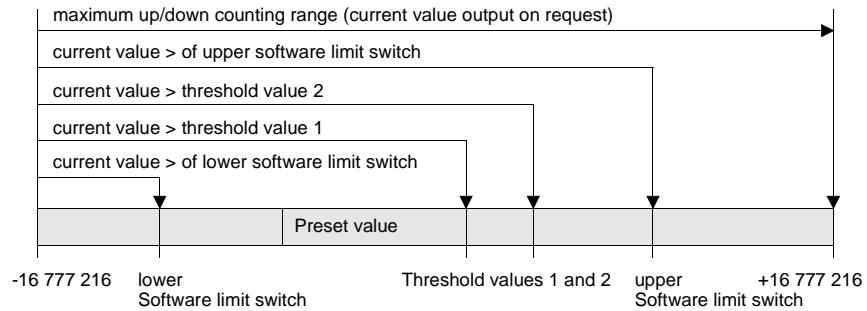 maximum up/down counting range (current value output on request)
current value > of upper software limit switch
current value > threshold value 2
current value > threshold value 1
current value > of lower software limit switch
Preset value
-16 777 216 lower Threshold values 1 and 2 upper +16 777 216
Software limit switch Software limit switch